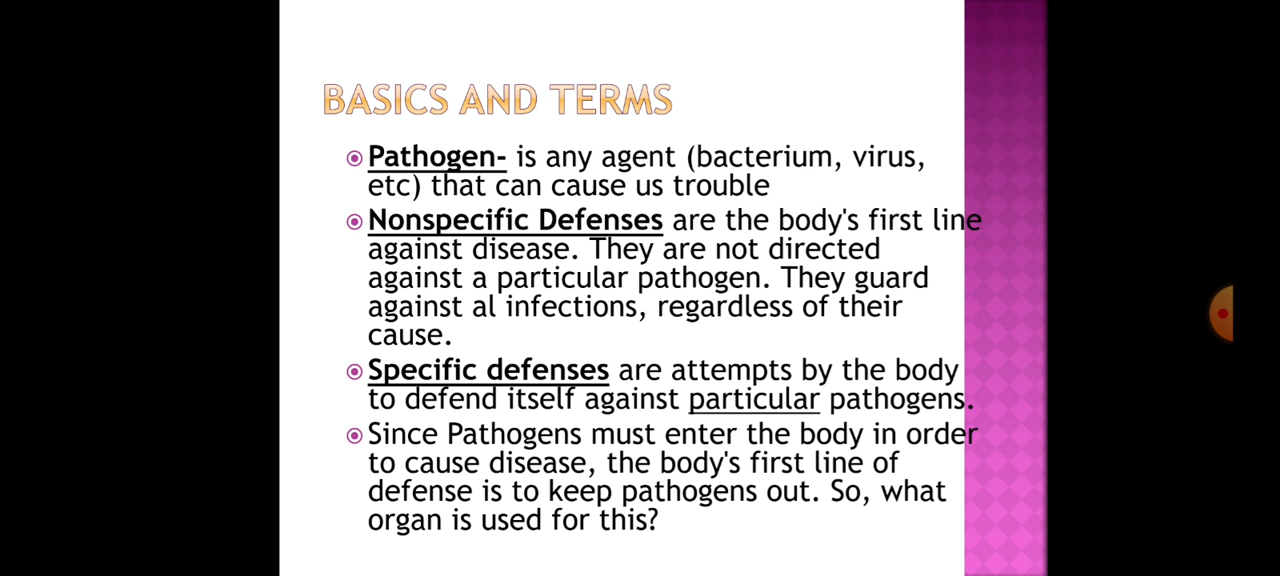 BASICS AND TERMS
Pathogen- is any agent (bacterium, virus,
etc) that can cause us trouble
Nonspecific Defenses are the body's first line
against disease. They are not directed
against a particular pathogen. They guard
against al infections, regardless of their
cause.
Specific defenses are attempts by the body
to defend itself against particular pathogens.
Since Pathogens must enter the body in order
to cause disease, the body's first line of
defense is to keep pathogens out. So, what
organ is used for this?